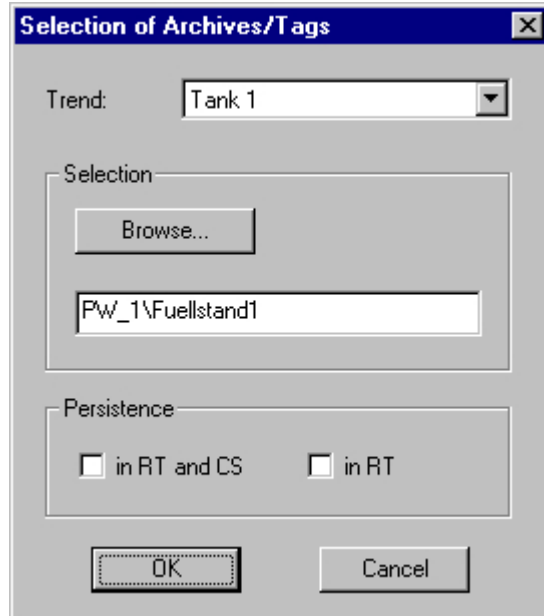 Selection of Archives/Tags
Trend: Tank 1
Selection
Browse...
PW_1\Fuellstand1
Persistence
in RT and CS in RT
OK Cancel